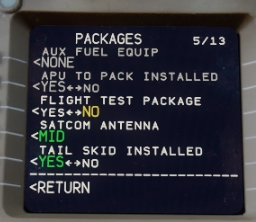 PACKAGES 5/13
AUX FUEL EQUIP
<NONE
APU TO PACK INSTALLED
<YES↔NO
FLIGHT TEST PACKAGE
<YES↔NO
SATCOM ANTENNA
<MID
TAIL SKID INSTALLED
<YES↔NO
--------------------
<RETURN